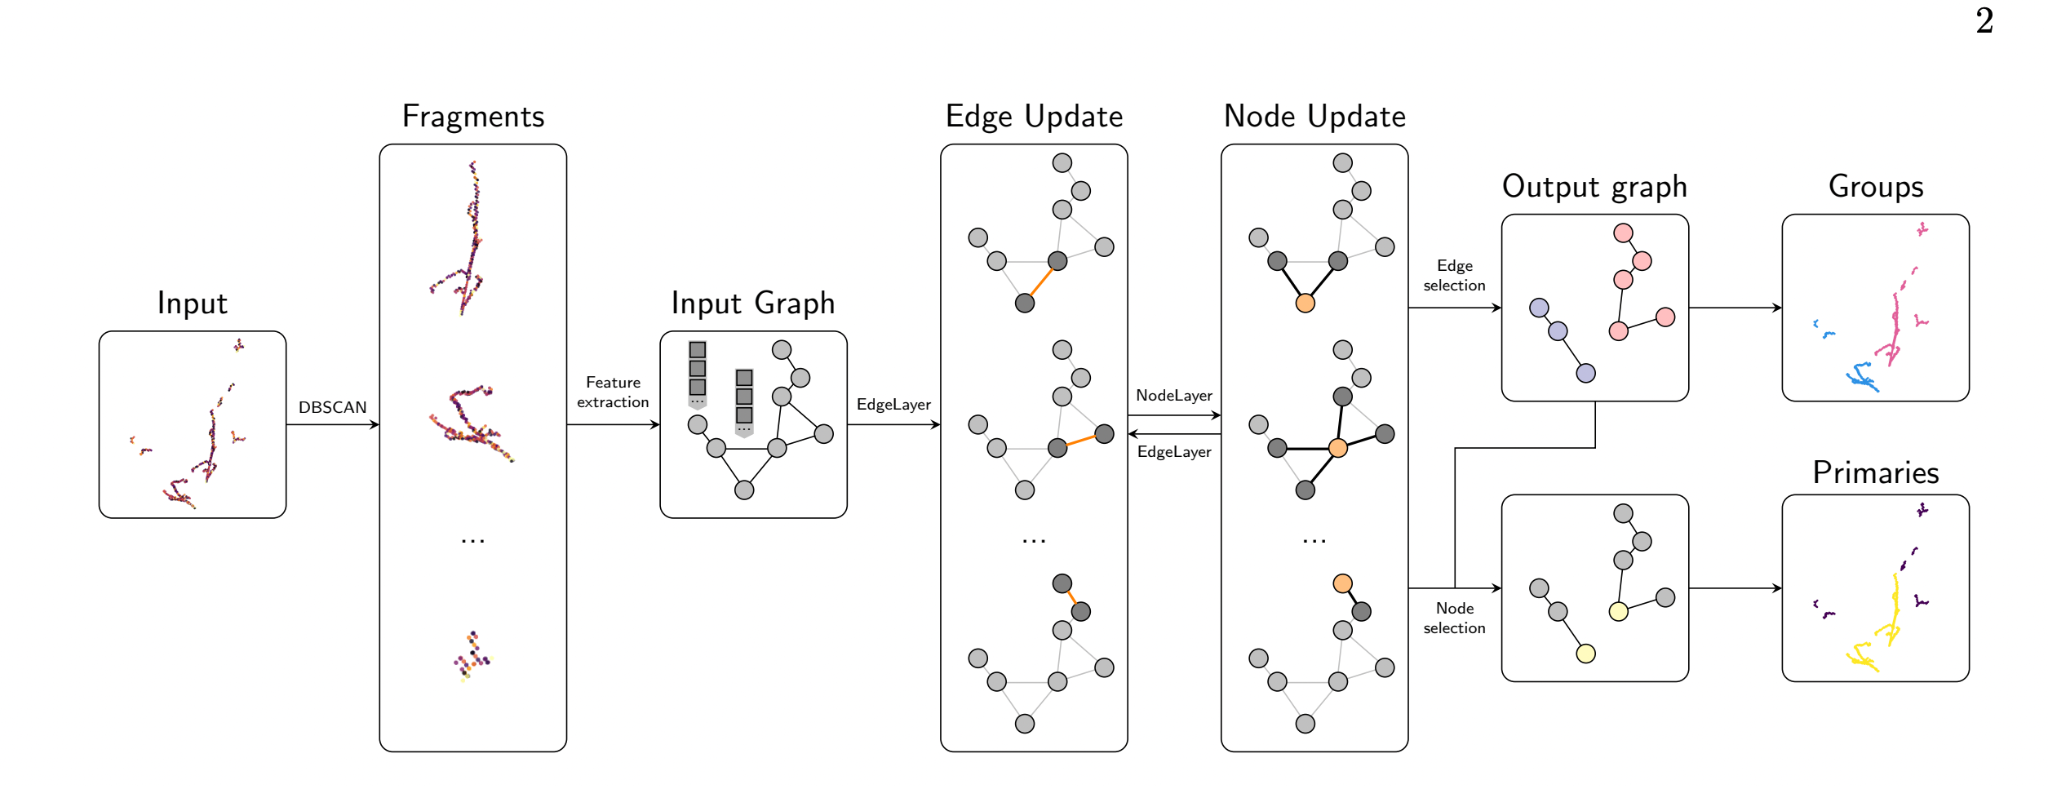 2
Fragments
Edge Update
Node Update
Output graph
Groups
Input
Input Graph
DBSCAN
Feature
extraction
...
...
EdgeLayer
NodeLayer
EdgeLayer
Edge
selection
Node
selection
Primaries
...
...
...